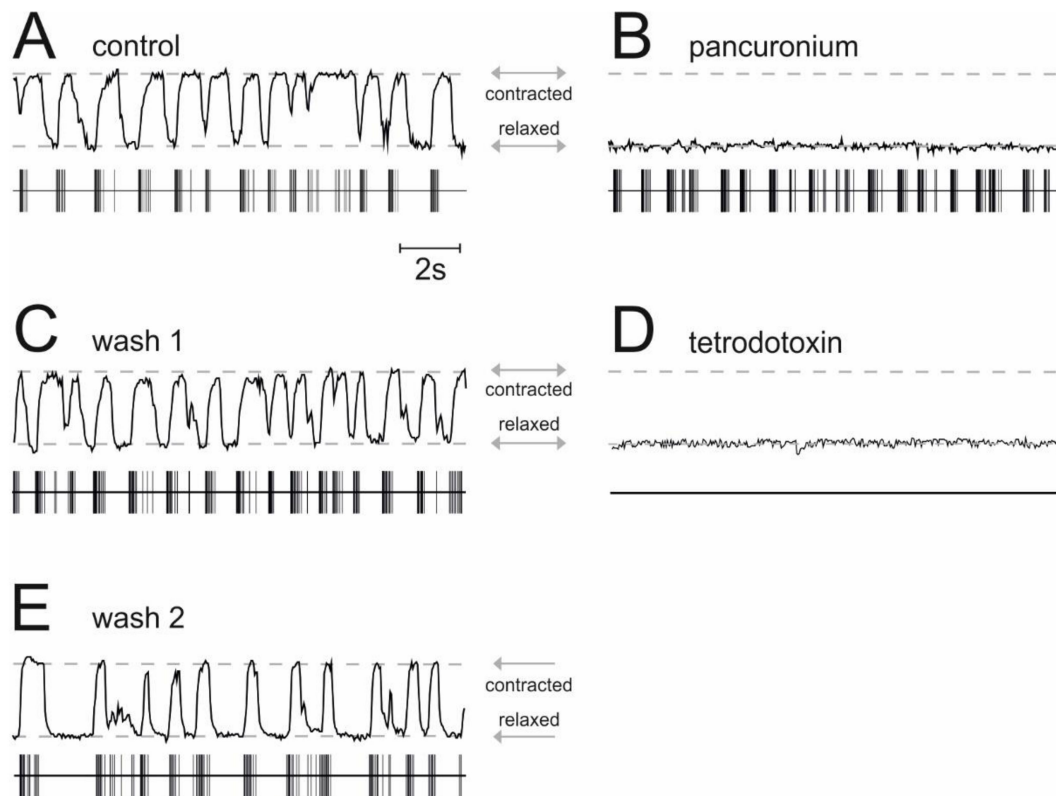 A control
B pancuronium
contracted
relaxed
2s
C wash 1
D tetrodotoxin
contracted
relaxed
E wash 2
contracted
relaxed